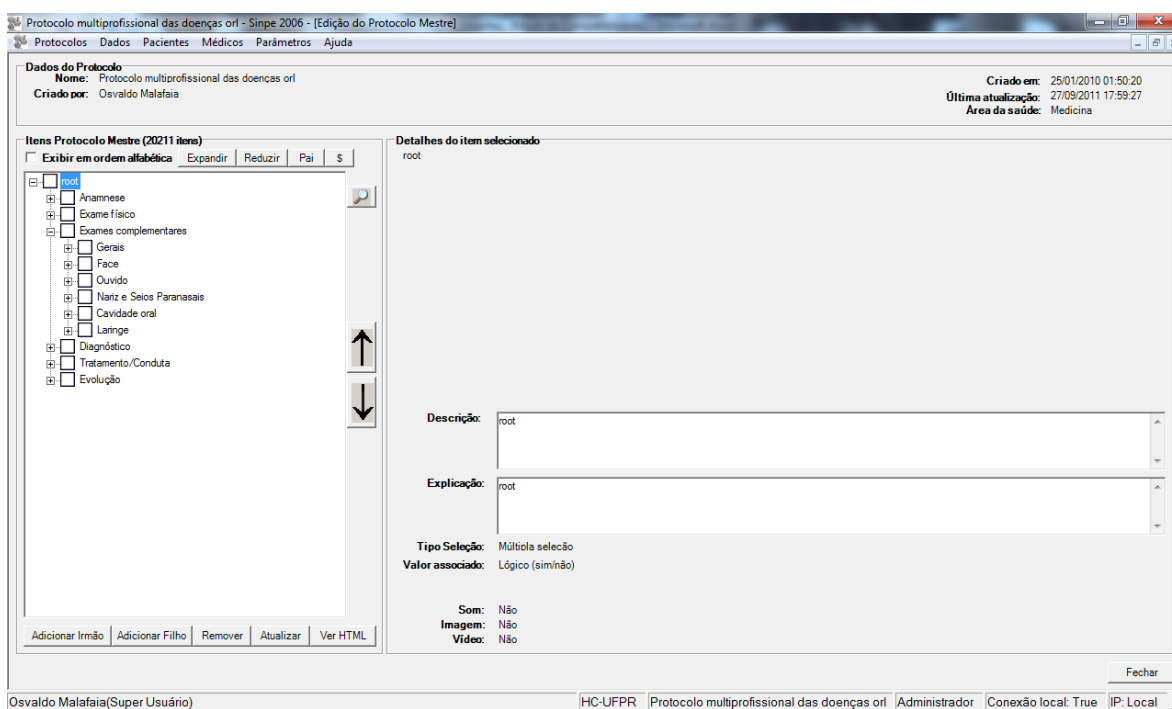 Protocolo multiprofissional das doenças orl - Sinpe 2006 - [Edição do Protocolo Mestre]
Protocolos Dados Pacientes Médicos Parâmetros Ajuda
Dados do Protocolo
Nome: Protocolo multiprofissional das doenças orl
Criado por: Osvaldo Malafaia
Criado em: 25/01/2010 01:50:20
Última atualização: 27/09/2011 17:59:27
Área da saúde: Medicina
Itens Protocolo Mestre (20211 itens)
Exibir em ordem alfabética Expandir Reduzir Pai $
root
Anamnese
Exame físico
Exames complementares
Gerais
Face
Ouvido
Nariz e Seios Paranasais
Cavidade oral
Laringe
Diagnóstico
Tratamento/Conduta
Evolução
Adicionar Irmão Adicionar Filho Remover Atualizar Ver HTML
Detalhes do item selecionado
root
Descrição: root
Explicação: root
Tipo Seleção: Múltipla seleção
Valor associado: Lógico (sim/não)
Som: Não
Imagem: Não
Vídeo: Não
Fechar
Osvaldo Malafaia(Super Usuário) HC-UFPR Protocolo multiprofissional das doenças orl Administrador Conexão local: True IP: Local